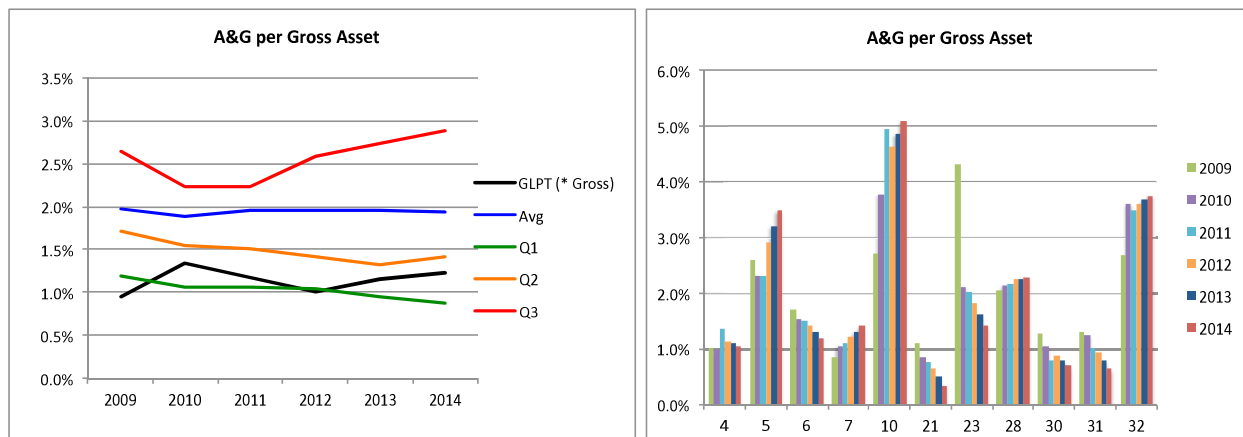 A&G per Gross Asset
3.5%
3.0%
2.5%
2.0%
1.5%
1.0%
0.5%
0.0%
2009 2010 2011 2012 2013 2014
GLPT (* Gross)
Avg
Q1
Q2
Q3
A&G per Gross Asset
6.0%
5.0%
4.0%
3.0%
2.0%
1.0%
0.0%
4 5 6 7 10 21 23 28 30 31 32
2009
2010
2011
2012
2013
2014